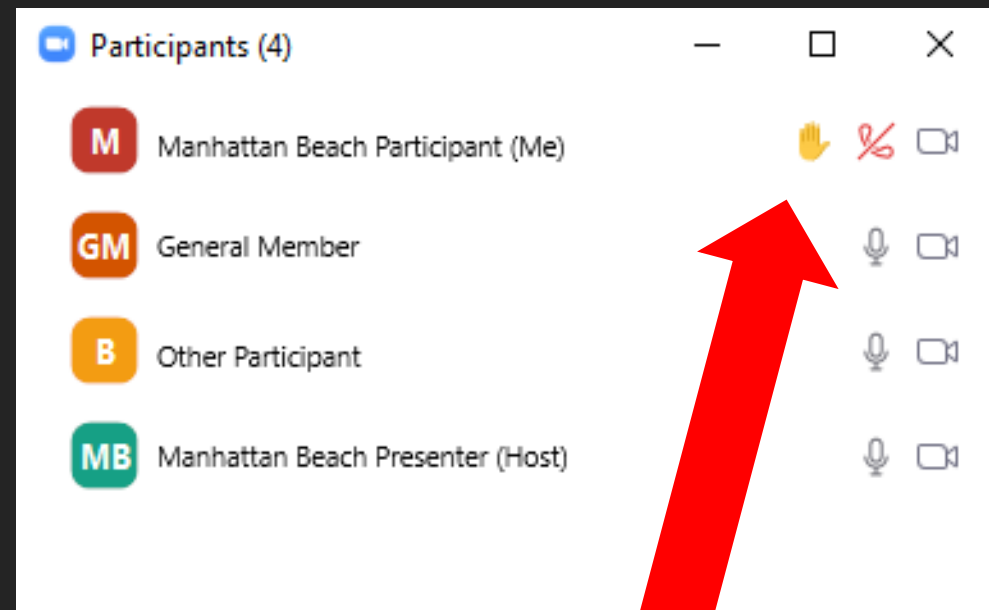 Participants (4)
M Manhattan Beach Participant (Me)
GM General Member
B Other Participant
MB Manhattan Beach Presenter (Host)